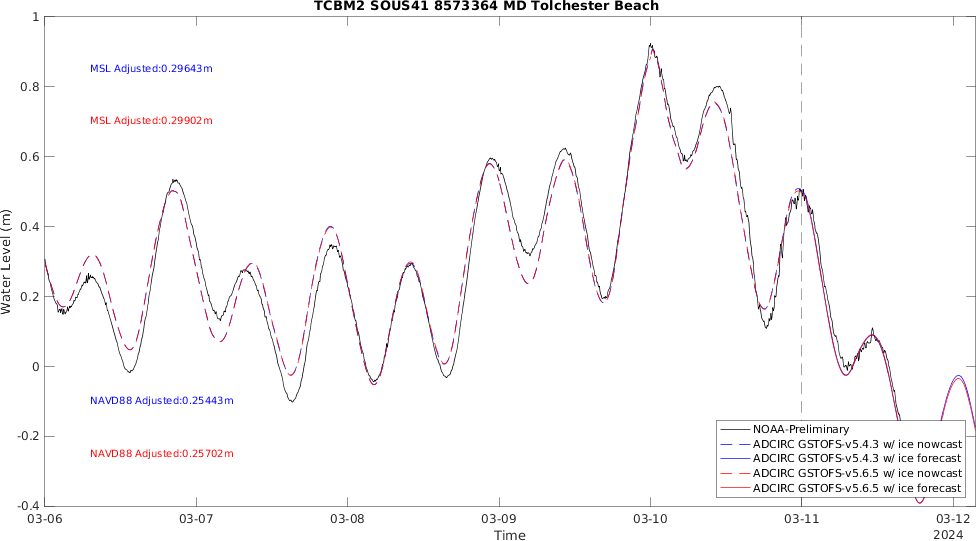 TCBM2 SOUS41 8573364 MD Tolchester Beach
1
0.8
0.6
0.4
0.2
0
-0.2
-0.4
Water Level (m)
MSL Adjusted:0.29643m
MSL Adjusted:0.29902m
NAVD88 Adjusted:0.25443m
NAVD88 Adjusted:0.25702m
NOAA-Preliminary
ADCIRC GSTOFS-v5.4.3 w/ ice nowcast
ADCIRC GSTOFS-v5.4.3 w/ ice forecast
ADCIRC GSTOFS-v5.6.5 w/ ice nowcast
ADCIRC GSTOFS-v5.6.5 w/ ice forecast
03-06 03-07 03-08 03-09 03-10 03-11 03-12
Time
2024